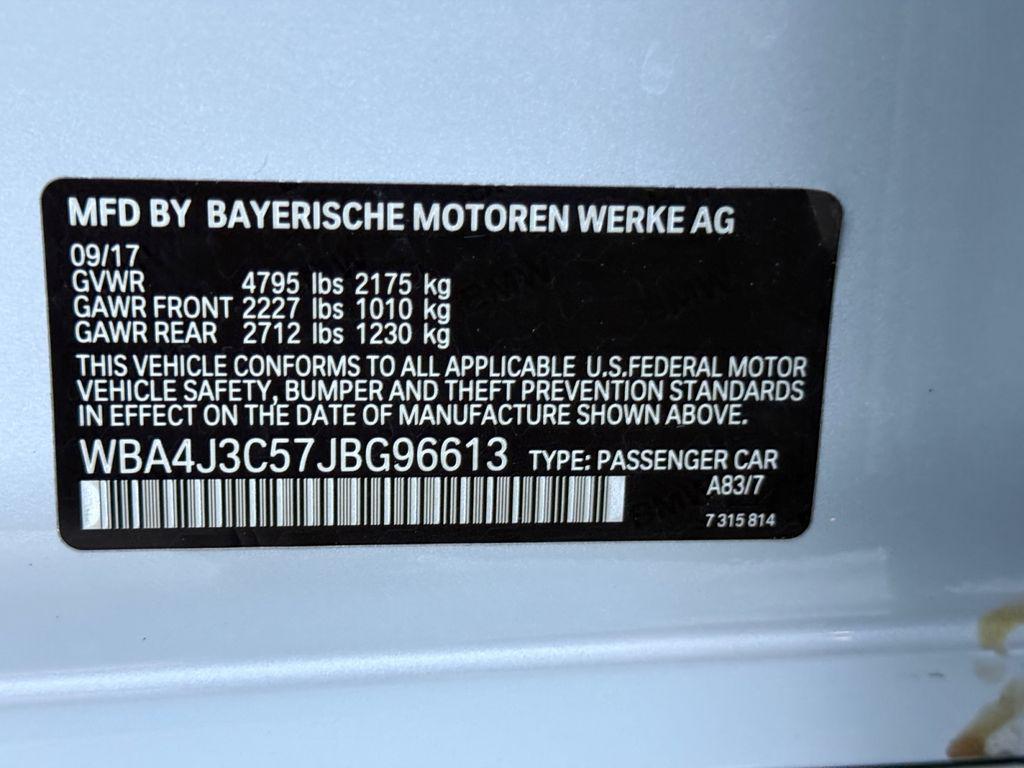 MFD BY BAYERISCHE MOTOREN WERKE AG
09/17
GVWR 4795 lbs 2175 kg
GAWR FRONT 2227 lbs 1010 kg
GAWR REAR 2712 lbs 1230 kg
THIS VEHICLE CONFORMS TO ALL APPLICABLE U.S.FEDERAL MOTOR
VEHICLE SAFETY, BUMPER AND THEFT PREVENTION STANDARDS
IN EFFECT ON THE DATE OF MANUFACTURE SHOWN ABOVE.
WBA4J3C57JBG96613 TYPE: PASSENGER CAR
A83/7
7 315 814